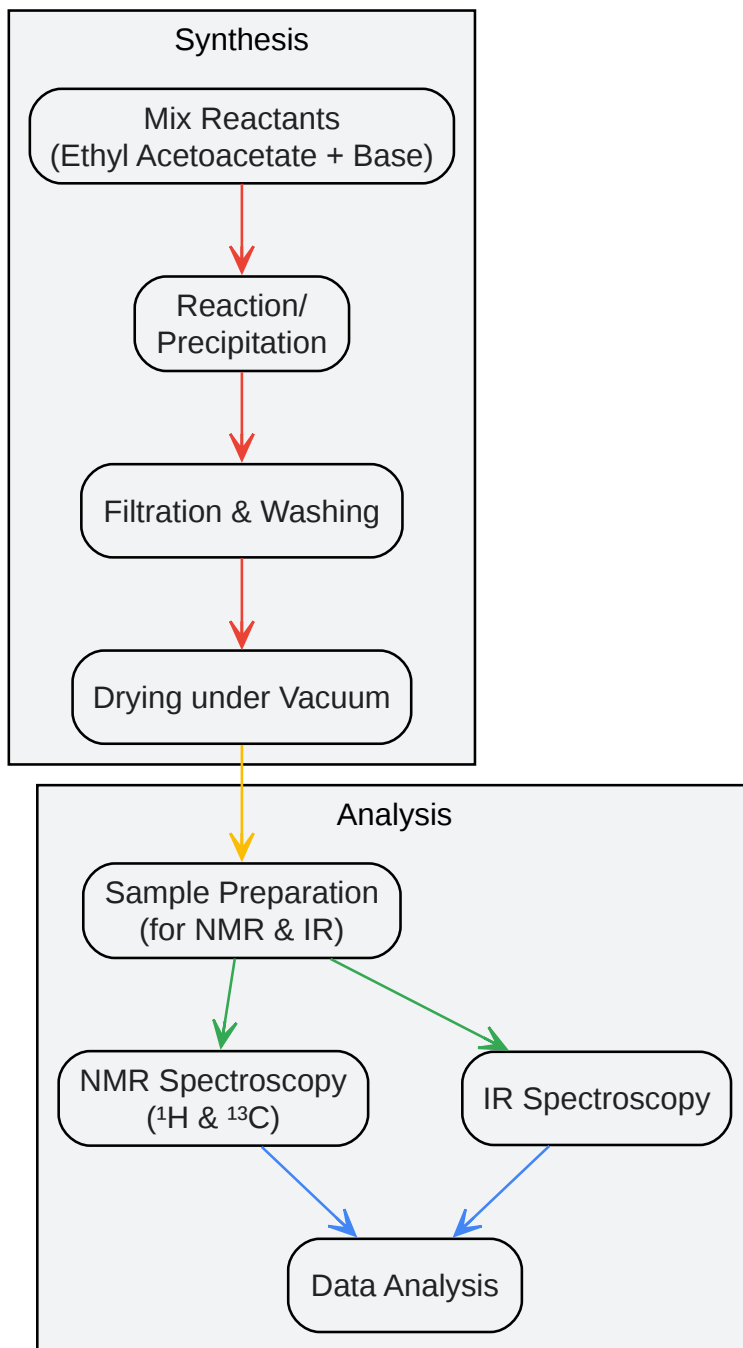 Synthesis
Mix Reactants
(Ethyl Acetoacetate + Base)
Reaction/
Precipitation
Filtration & Washing
Drying under Vacuum
Analysis
Sample Preparation
(for NMR & IR)
NMR Spectroscopy
(¹H & ¹³C)
IR Spectroscopy
Data Analysis